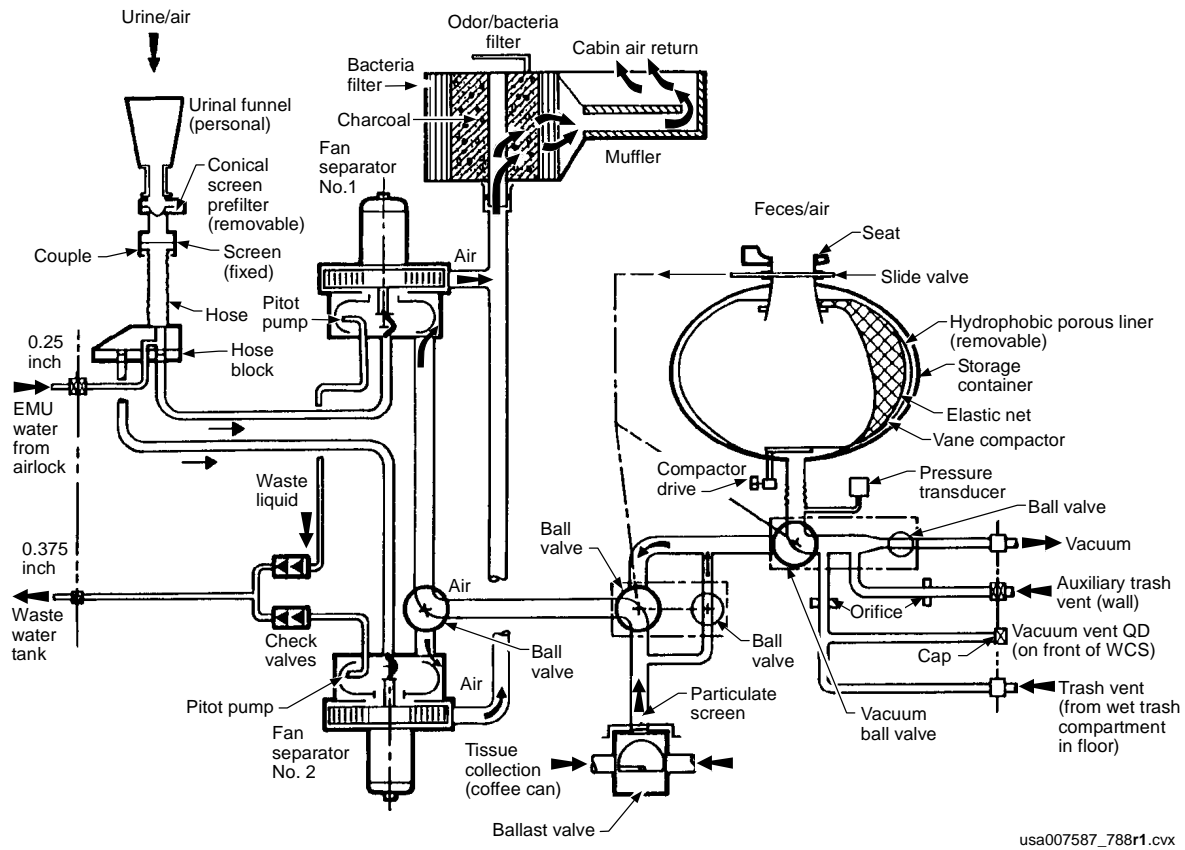 Urine/air
Urinal funnel
(personal)
Conical
screen
prefilter
(removable)
Couple
Screen
(fixed)
Hose
0.25
inch
Hose
block
EMU
water
from
airlock
Odor/bacteria
filter
Bacteria
filter
Cabin air return
Charcoal
Muffler
Fan
separator
No.1
Air
Pitot
pump
Waste
liquid
0.375
inch
Waste
water
tank
Check
valves
Pitot pump
Fan
separator
No. 2
Air
Air
Ball
valve
Feces/air
Seat
Slide valve
Hydrophobic porous liner
(removable)
Storage
container
Elastic net
Vane compactor
Compactor
drive
Pressure
transducer
Ball valve
Vacuum
Ball
valve
Auxiliary trash
vent (wall)
Orifice
Ball
valve
Cap
Vacuum vent QD
(on front of WCS)
Particulate
screen
Vacuum
ball valve
Trash vent
(from wet trash
compartment
in floor)
Tissue
collection
(coffee can)
Ballast valve
usa007587_788r1.cvx